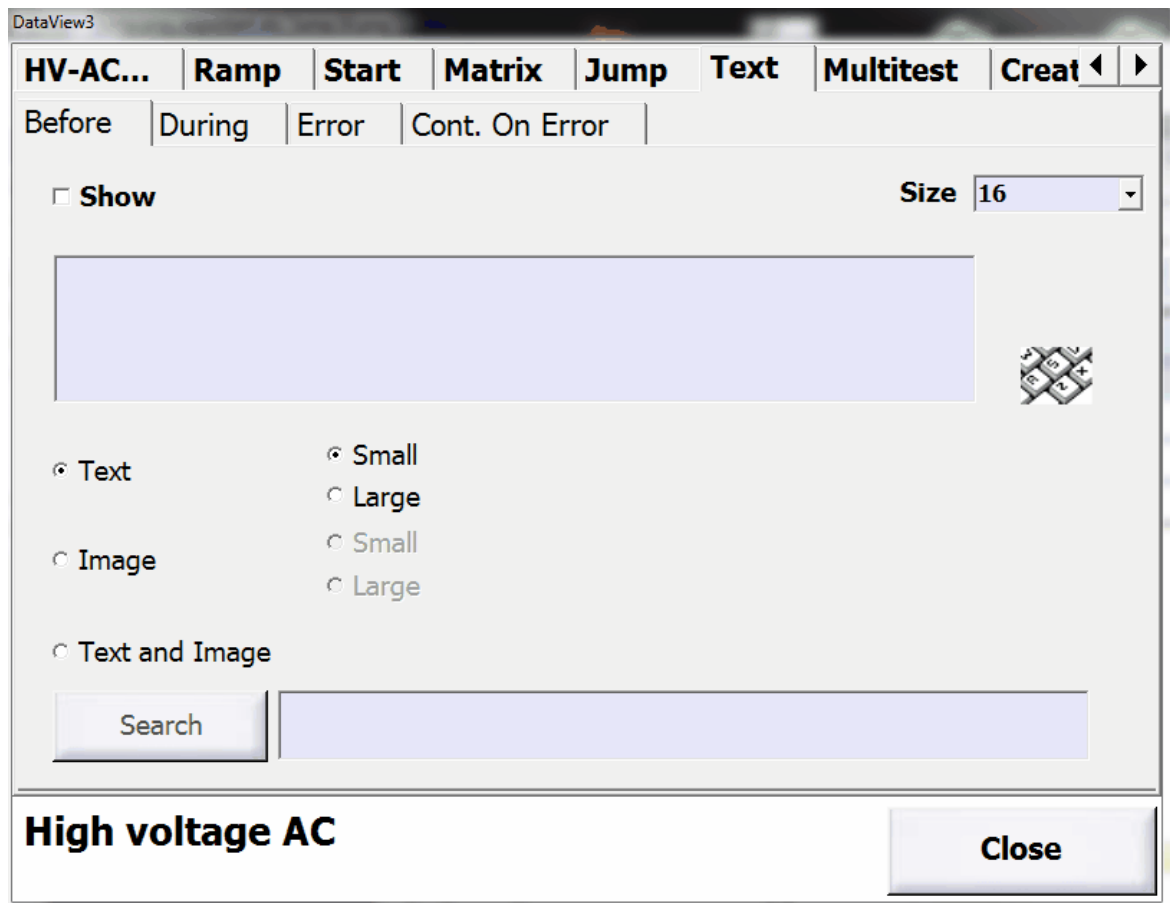 DataView3
HV-AC... Ramp Start Matrix Jump Text Multitest Creat
Before During Error Cont. On Error
Show Size 16
Text Small
Large
Image Small
Large
Text and Image
Search
High voltage AC Close